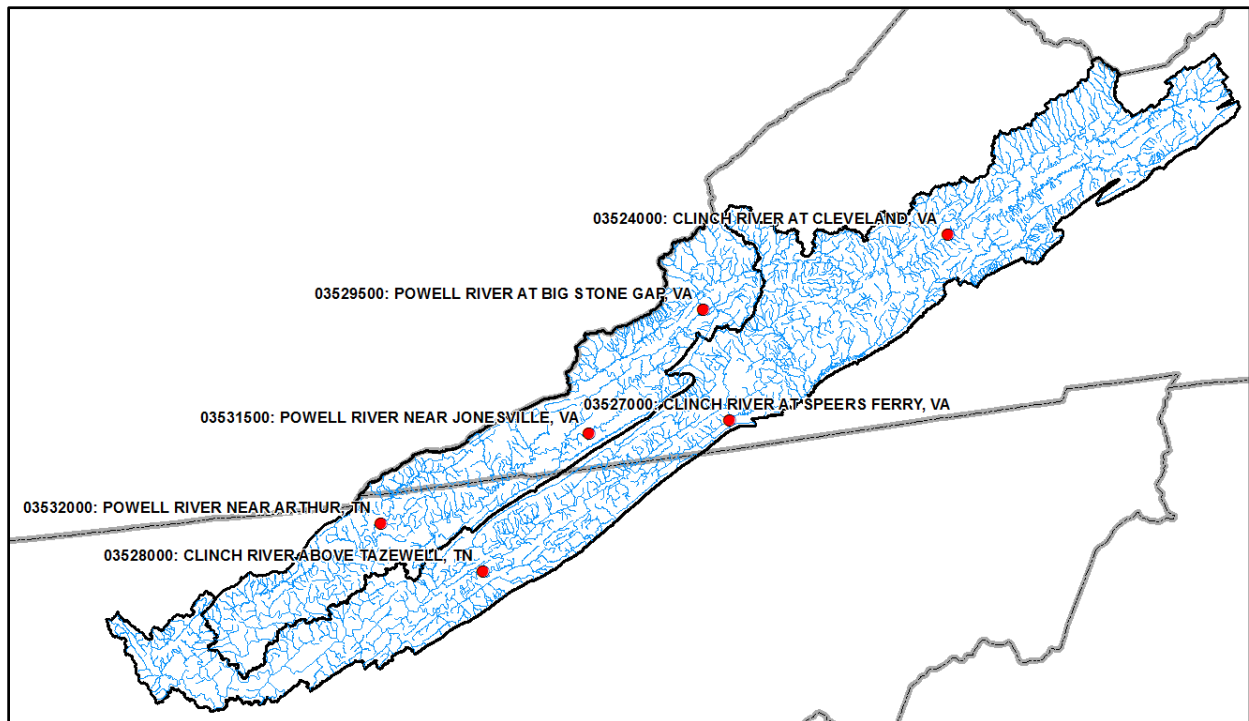 03524000: CLINCH RIVER AT CLEVELAND, VA
03529500: POWELL RIVER AT BIG STONE GAP, VA
03527000: CLINCH RIVER AT SPEERS FERRY, VA
03531500: POWELL RIVER NEAR JONESVILLE, VA
03532000: POWELL RIVER NEAR ARTHUR, TN
03528000: CLINCH RIVER ABOVE TAZEWELL, TN